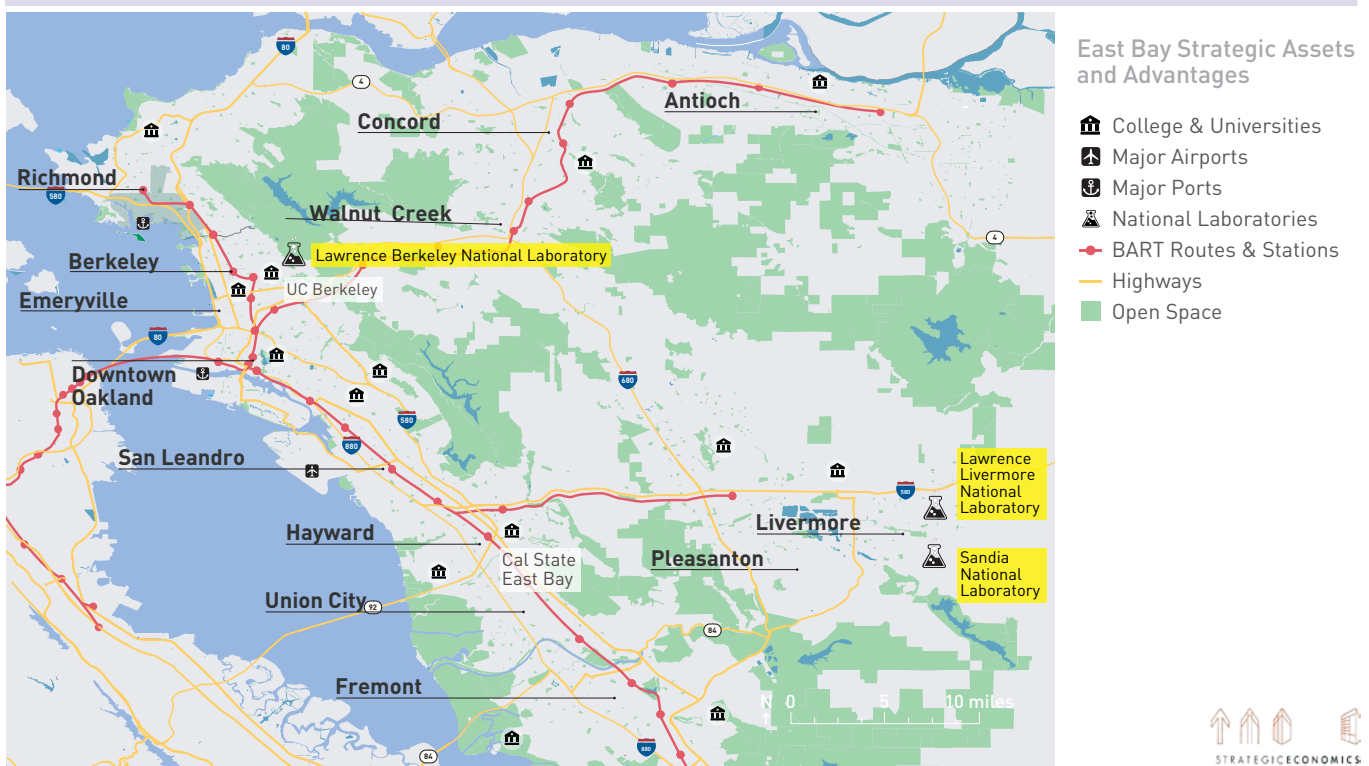 East Bay Strategic Assets
and Advantages
College & Universities
Major Airports
Major Ports
National Laboratories
BART Routes & Stations
Highways
Open Space
80
4
Antioch
Concord
Richmond
580
Walnut Creek
4
Lawrence Berkeley National Laboratory
Berkeley
UC Berkeley
Emeryville
80
Downtown
Oakland
680
580
880
San Leandro
Lawrence
Livermore
National
Laboratory
580
Livermore
Hayward
Cal State
East Bay
Pleasanton
Sandia
National
Laboratory
Union City
92
84
Fremont
N 0 5 10 miles
880
84
STRATEGICECONOMICS